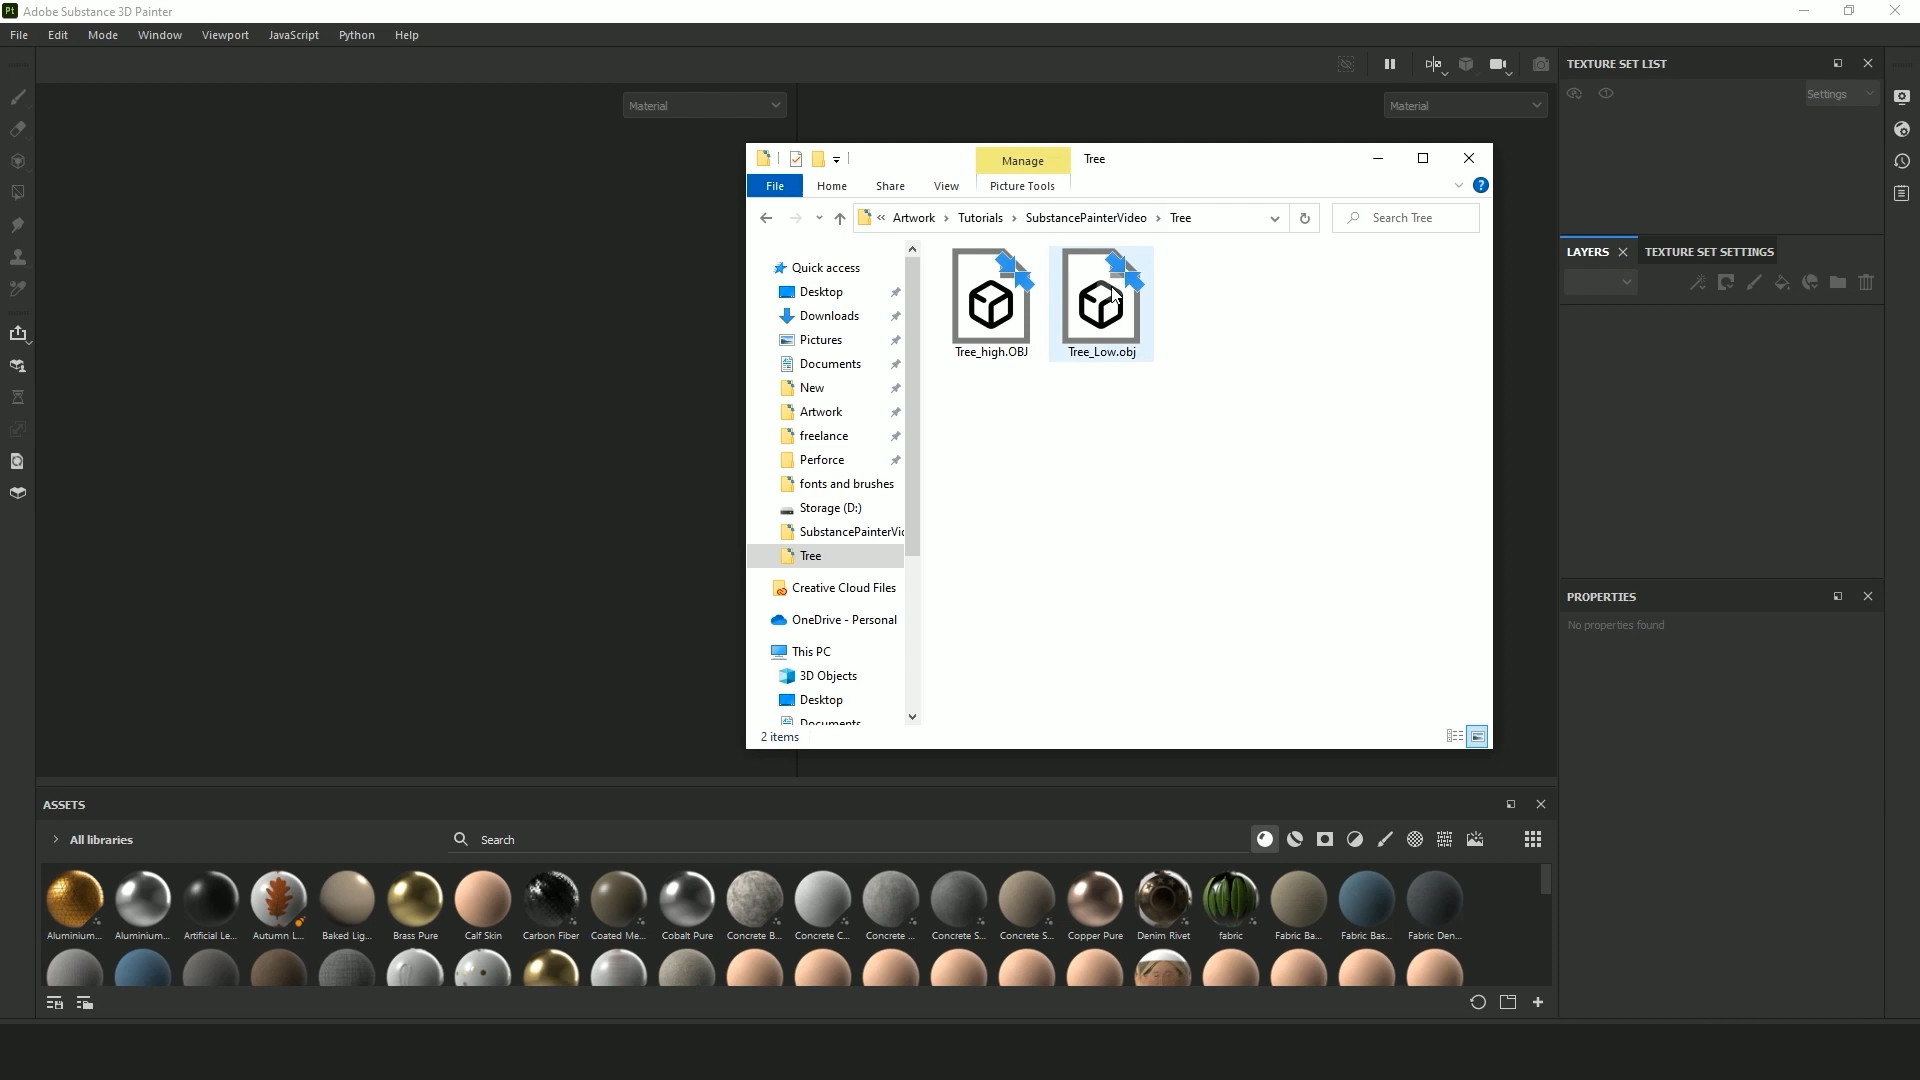 Pt Adobe Substance 3D Painter
File Edit Mode Window Viewport JavaScript Python Help
Material
Material
TEXTURE SET LIST
Settings
LAYERS TEXTURE SET SETTINGS
PROPERTIES
No properties found
Manage Tree
File Home Share View Picture Tools
« Artwork > Tutorials > SubstancePainterVideo > Tree
Search Tree
Quick access
Desktop
Downloads
Pictures
Documents
New
Artwork
freelance
Perforce
fonts and brushes
Storage (D:)
SubstancePainterVi
Tree
Creative Cloud Files
OneDrive - Personal
This PC
3D Objects
Desktop
Documents
Tree_high.OBJ Tree_Low.obj
2 items
ASSETS
> All libraries
Search
Aluminium... Aluminium... Artificial Le... Autumn L... Baked Lig... Brass Pure Calf Skin Carbon Fiber Coated Me... Cobalt Pure Concrete B... Concrete C... Concrete ... Concrete S... Concrete S... Copper Pure Denim Rivet fabric Fabric Ba... Fabric Bas... Fabric Den...